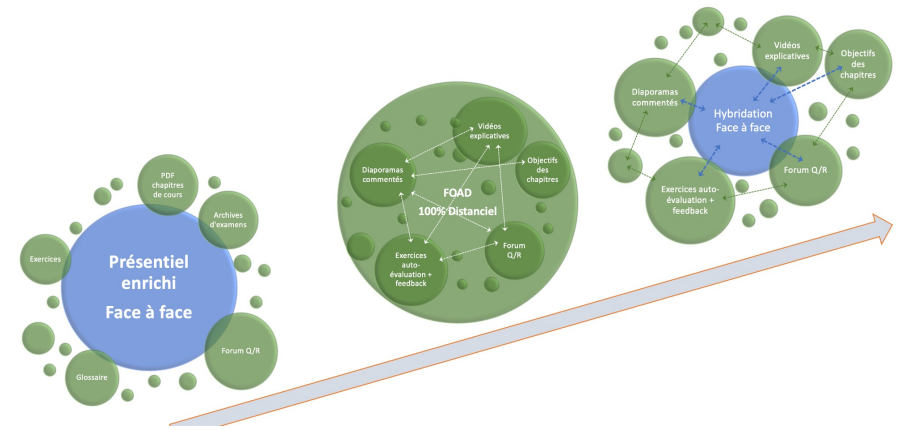 PDF
chapitres
de cours
Archives
d'examens
Exercices
Présentiel
enrichi
Face à face
Forum Q/R
Glossaire
Vidéos
explicatives
Diaporamas
commentés
Objectifs
des
chapitres
FOAD
100% Distanciel
Forum
Q/R
Exercices auto-
évaluation +
feedback
Vidéos
explicatives
Objectifs
des
chapitres
Diaporamas
commentés
Hybridation
Face à face
Forum Q/R
Exercices auto-
évaluation +
feedback